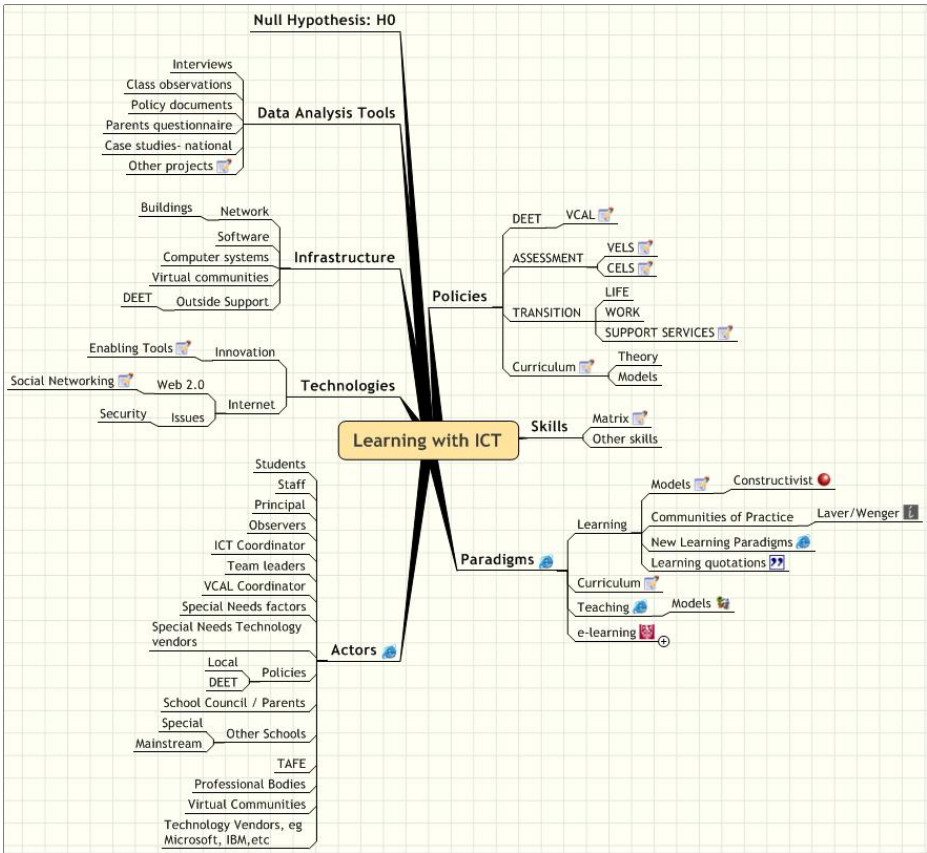 Null Hypothesis: H0
Interviews
Class observations
Policy documents
Parents questionnaire
Case studies- national
Other projects
Data Analysis Tools
Buildings
Network
Software
Computer systems
Virtual communities
DEET
Outside Support
Infrastructure
Enabling Tools
Innovation
Social Networking
Web 2.0
Security
Issues
Internet
Technologies
Learning with ICT
Policies
DEET
VCAL
ASSESSMENT
VELS
CELS
TRANSITION
LIFE
WORK
SUPPORT SERVICES
Curriculum
Theory
Models
Skills
Matrix
Other skills
Paradigms
Learning
Models
Constructivist
Communities of Practice
Laver/Wenger
New Learning Paradigms
Learning quotations
Curriculum
Teaching
Models
e-learning
Students
Staff
Principal
Observers
ICT Coordinator
Team leaders
VCAL Coordinator
Special Needs factors
Special Needs Technology
vendors
Local
DEET
Policies
School Council / Parents
Special
Mainstream
Other Schools
TAFE
Professional Bodies
Virtual Communities
Technology Vendors, eg
Microsoft, IBM,etc
Actors